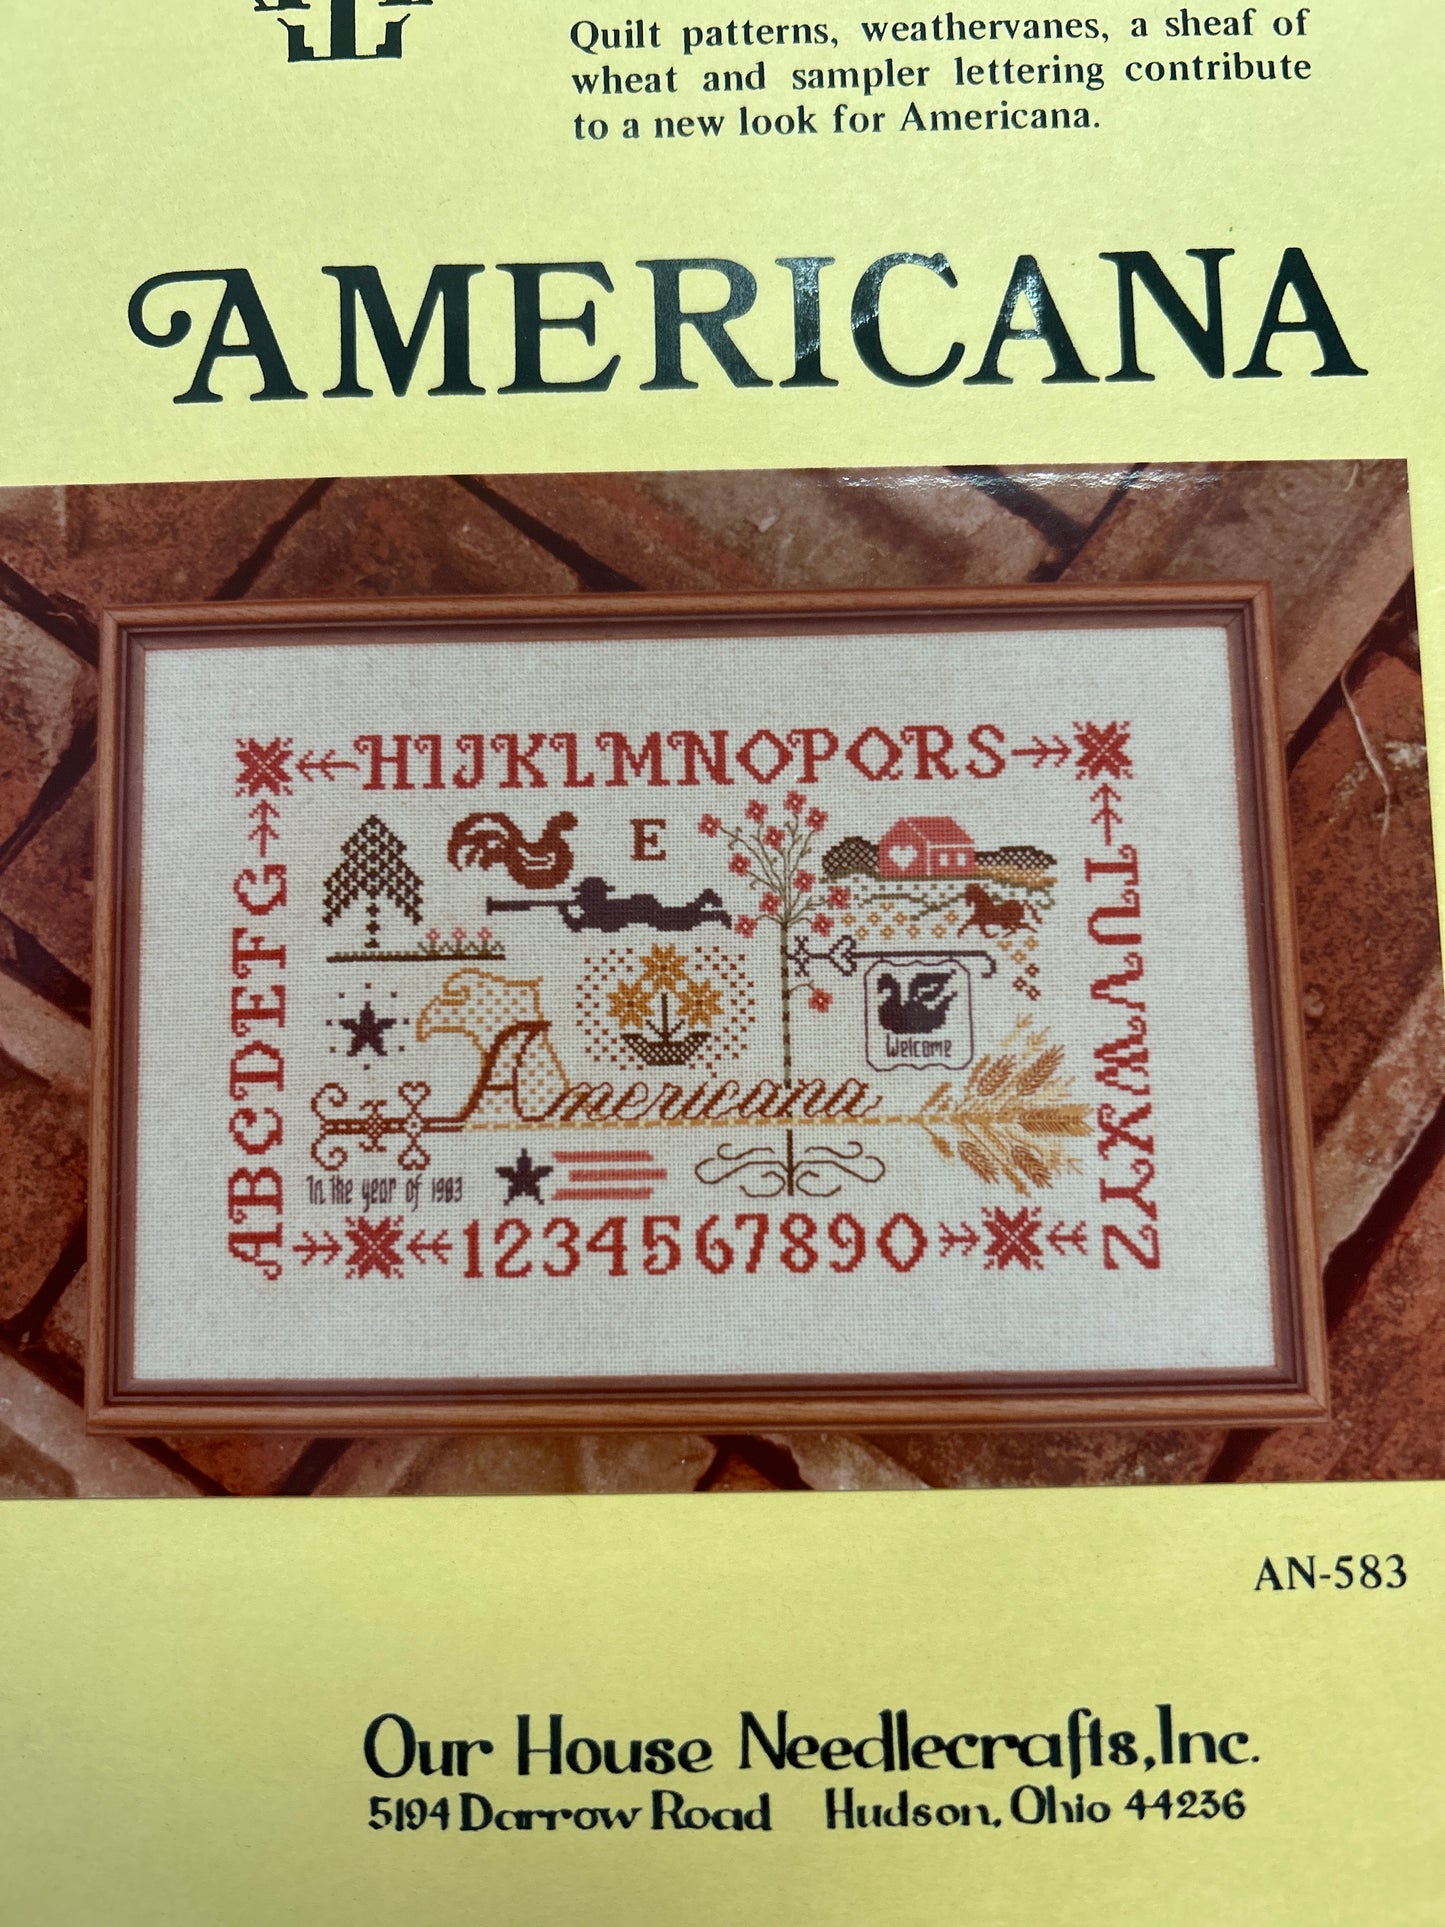 Quilt patterns, weathervanes, a sheaf of
wheat and sampler lettering contribute
to a new look for Americana.
AMERICANA
HIJKLMNOPQRS
ABCDEFG
E
TUVWXYZ
Welcome
Americana
In the year of 1983
1234567890
AN-583
Our House Needlecrafts, Inc.
5194 Darrow Road Hudson, Ohio 44236